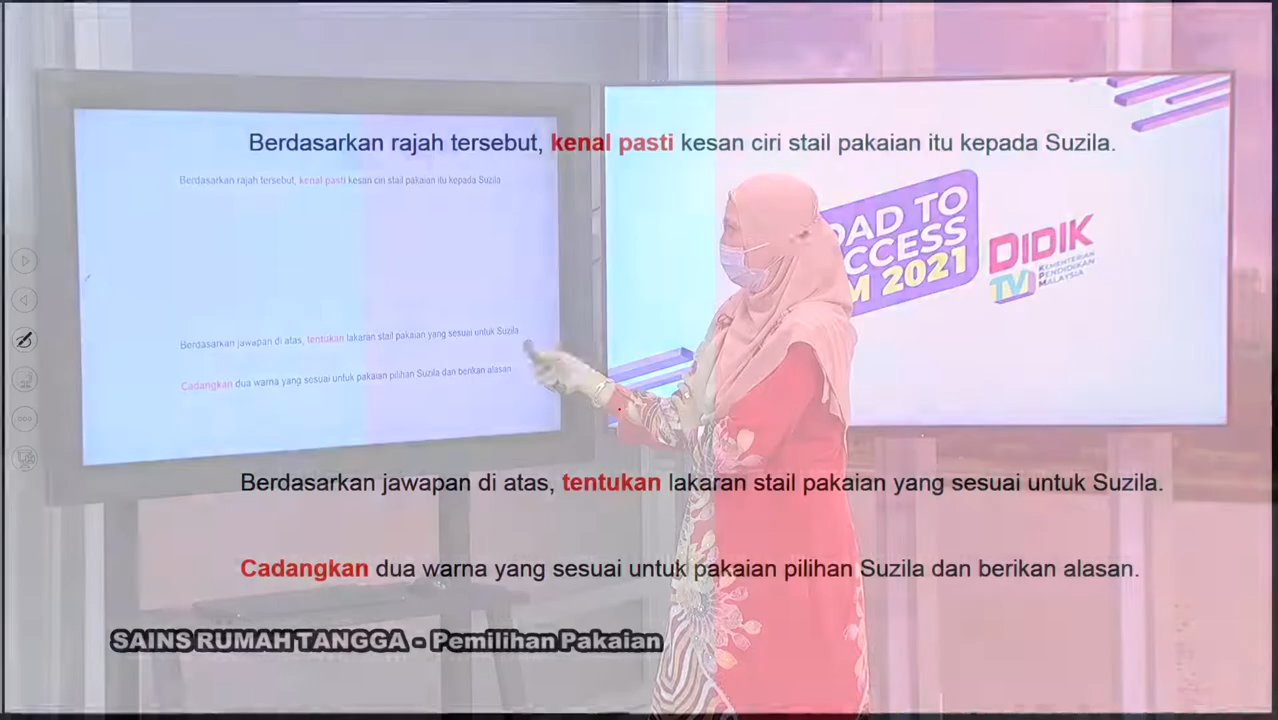 Berdasarkan rajah tersebut, kenal pasti kesan ciri stail pakaian itu kepada Suzila.
Berdasarkan rajah tersebut, kenal pasti kesan ciri stail pakaian itu kepada Suzila
OAD TO
CCESS
M 2021
DIDIK
TV
KEMENTERIAN
PENDIDIKAN
MALAYSIA
Berdasarkan jawapan di atas, tentukan lakaran stail pakaian yang sesuai untuk Suzila
Cadangkan dua warna yang sesuai untuk pakaian pilihan Suzila dan berikan alasan
Berdasarkan jawapan di atas, tentukan lakaran stail pakaian yang sesuai untuk Suzila.
Cadangkan dua warna yang sesuai untuk pakaian pilihan Suzila dan berikan alasan.
SAINS RUMAH TANGGA - Pemilihan Pakaian